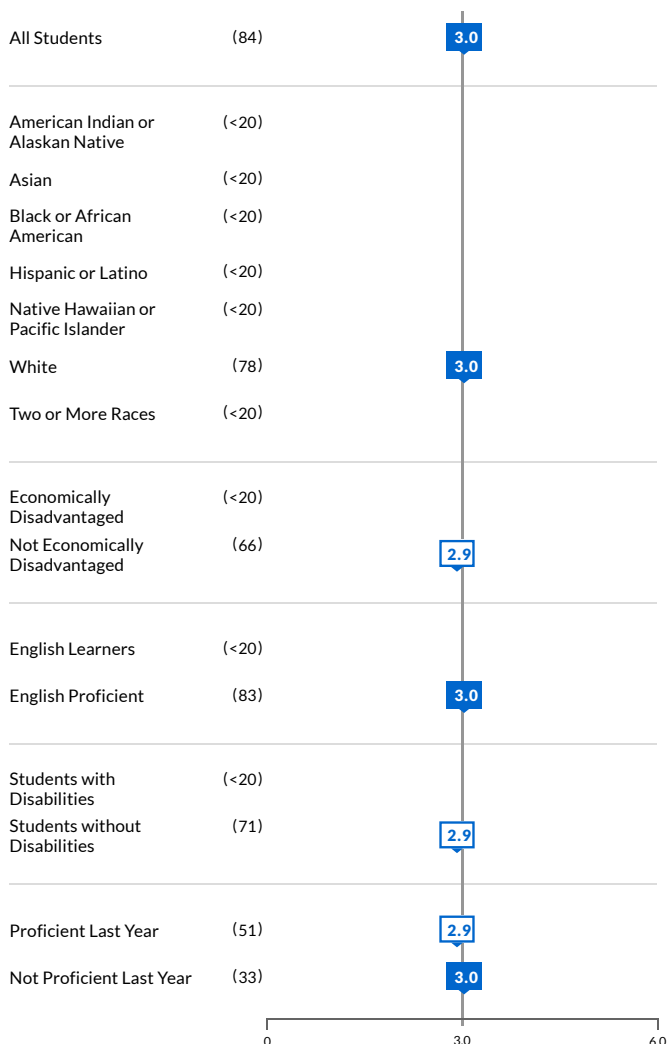 All Students (84) 3.0
American Indian or (<20)
Alaskan Native
Asian (<20)
Black or African (<20)
American
Hispanic or Latino (<20)
Native Hawaiian or (<20)
Pacific Islander
White (78) 3.0
Two or More Races (<20)
Economically (<20)
Disadvantaged
Not Economically (66) 2.9
Disadvantaged
English Learners (<20)
English Proficient (83) 3.0
Students with (<20)
Disabilities
Students without (71) 2.9
Disabilities
Proficient Last Year (51) 2.9
Not Proficient Last Year (33) 3.0
0 3.0 6.0